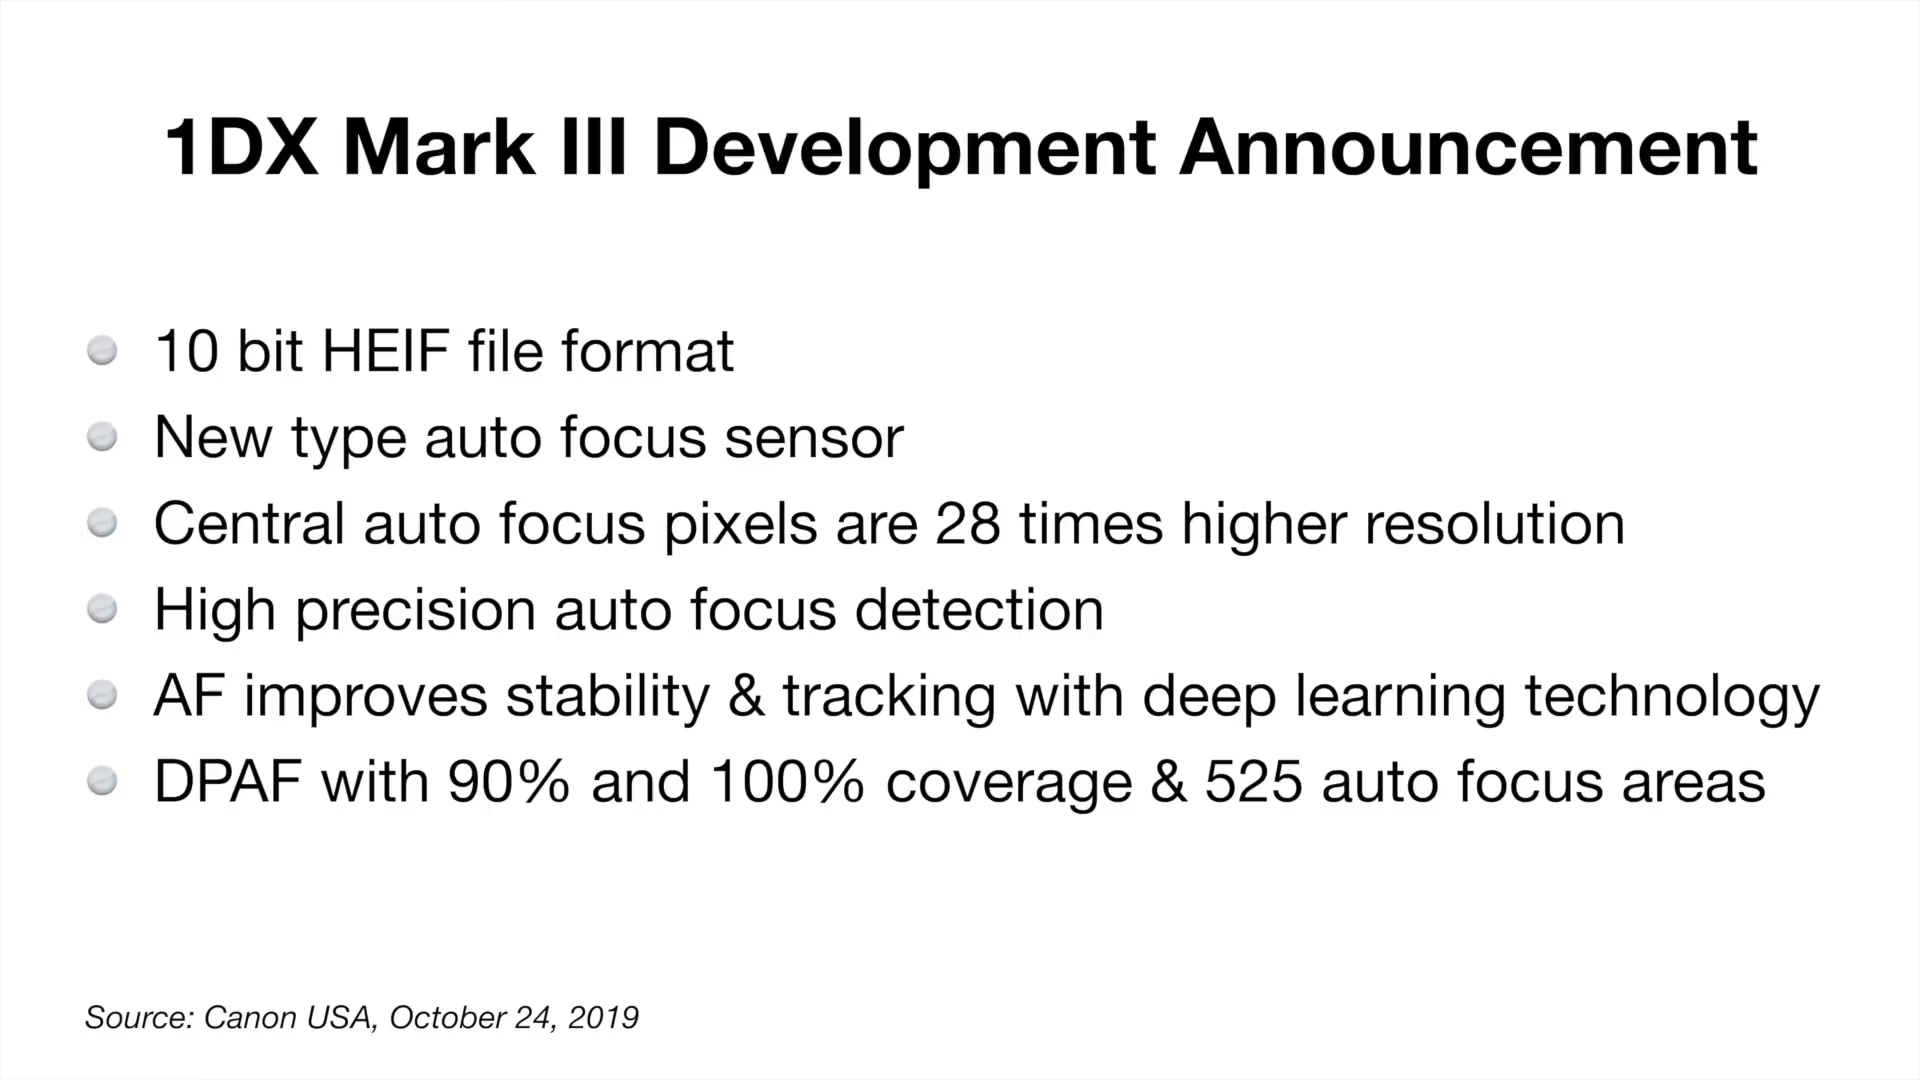 1DX Mark III Development Announcement
10 bit HEIF file format
New type auto focus sensor
Central auto focus pixels are 28 times higher resolution
High precision auto focus detection
AF improves stability & tracking with deep learning technology
DPAF with 90% and 100% coverage & 525 auto focus areas
Source: Canon USA, October 24, 2019